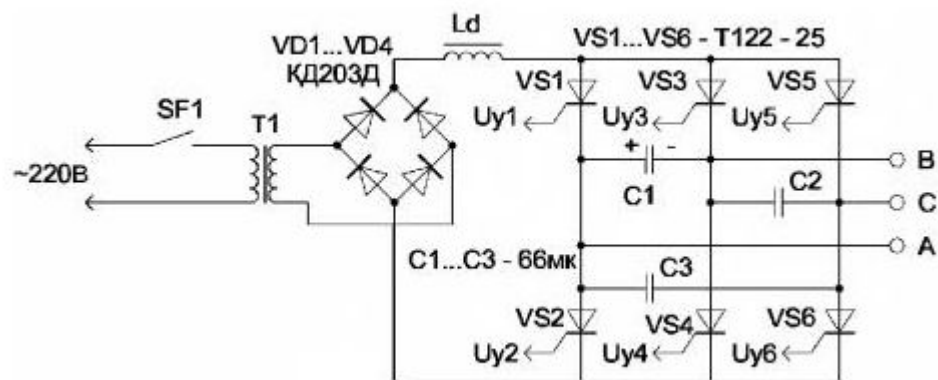 Ld
VD1...VD4
КД203Д
VS1...VS6 - Т122 - 25
VS1
VS3
VS5
SF1
T1
Uy1
Uy3
Uy5
+ -
B
~220В
C1
C2
C
A
C1...C3 - 66мк
C3
VS2
VS4
VS6
Uy2
Uy4
Uy6